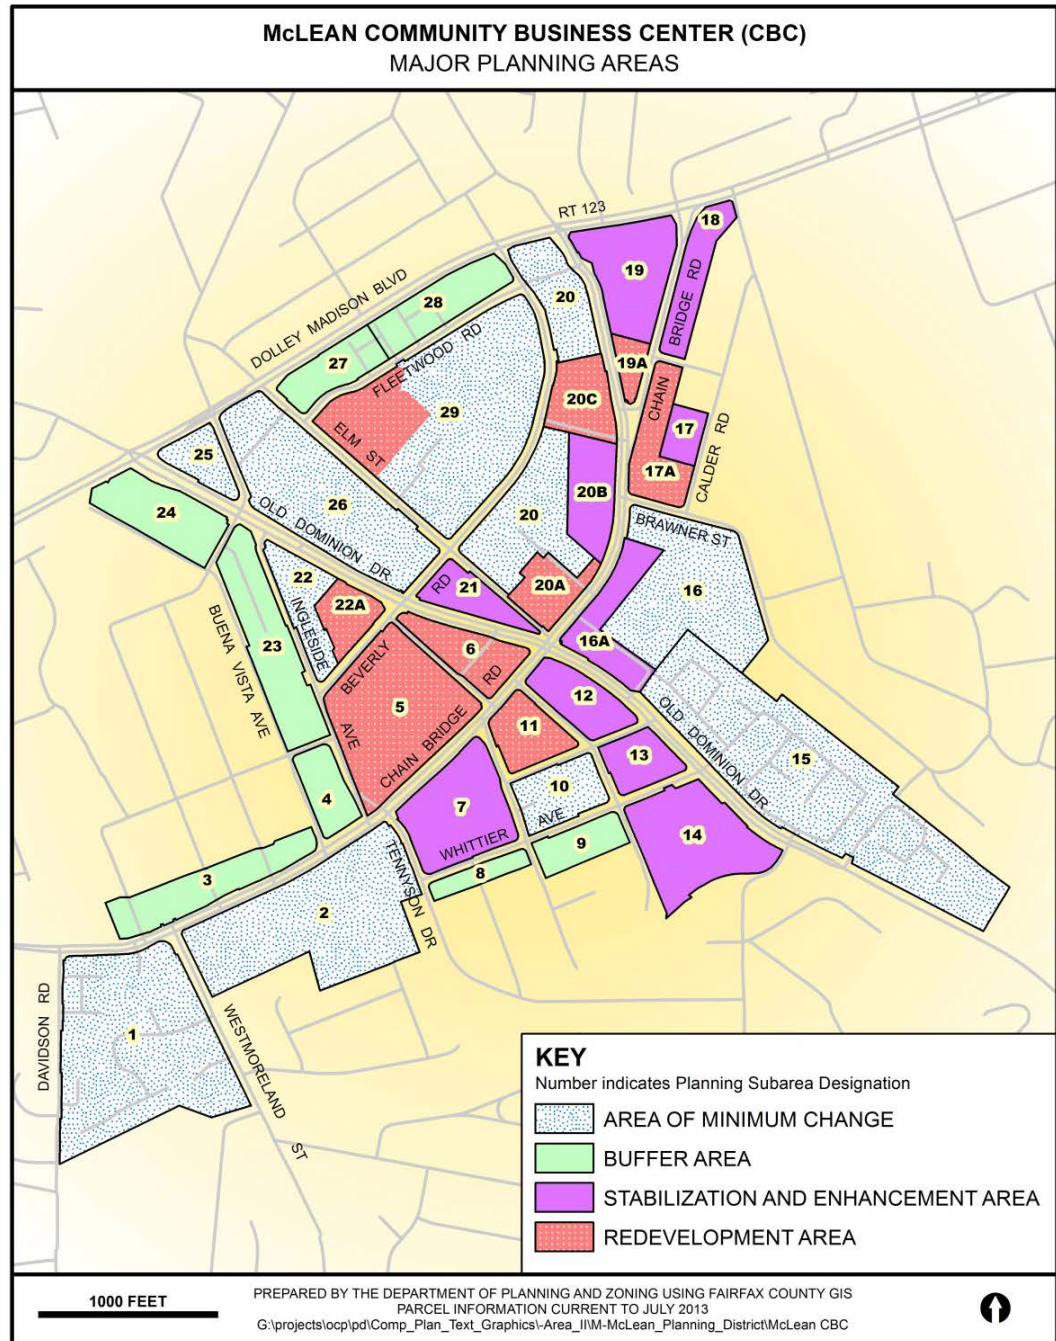 McLEAN COMMUNITY BUSINESS CENTER (CBC)
MAJOR PLANNING AREAS
RT 123
18
19
BRIDGE RD
20
DOLLEY MADISON BLVD
28
27
FLEETWOOD RD
19A
20C
CHAIN
29
17
ELM ST
25
17A
CALDER RD
20B
26
24
OLD DOMINION DR
20
BRAWNER ST
22
INGLESIDE
21
RD
20A
16
22A
23
BUENA VISTA AVE
16A
6
BEVERLY
RD
12
5
AVE
CHAIN BRIDGE
11
OLD DOMINION DR
13
15
4
10
7
AVE
14
WHITTIER
9
TENNYSON DR
8
3
2
DAVIDSON RD
1
WESTMORELAND ST
KEY
Number indicates Planning Subarea Designation
AREA OF MINIMUM CHANGE
BUFFER AREA
STABILIZATION AND ENHANCEMENT AREA
REDEVELOPMENT AREA
1000 FEET
PREPARED BY THE DEPARTMENT OF PLANNING AND ZONING USING FAIRFAX COUNTY GIS
PARCEL INFORMATION CURRENT TO JULY 2013
G:\projects\ocp\pd\Comp_Plan_Text_Graphics\-Area_II\M-McLean_Planning_District\McLean CBC